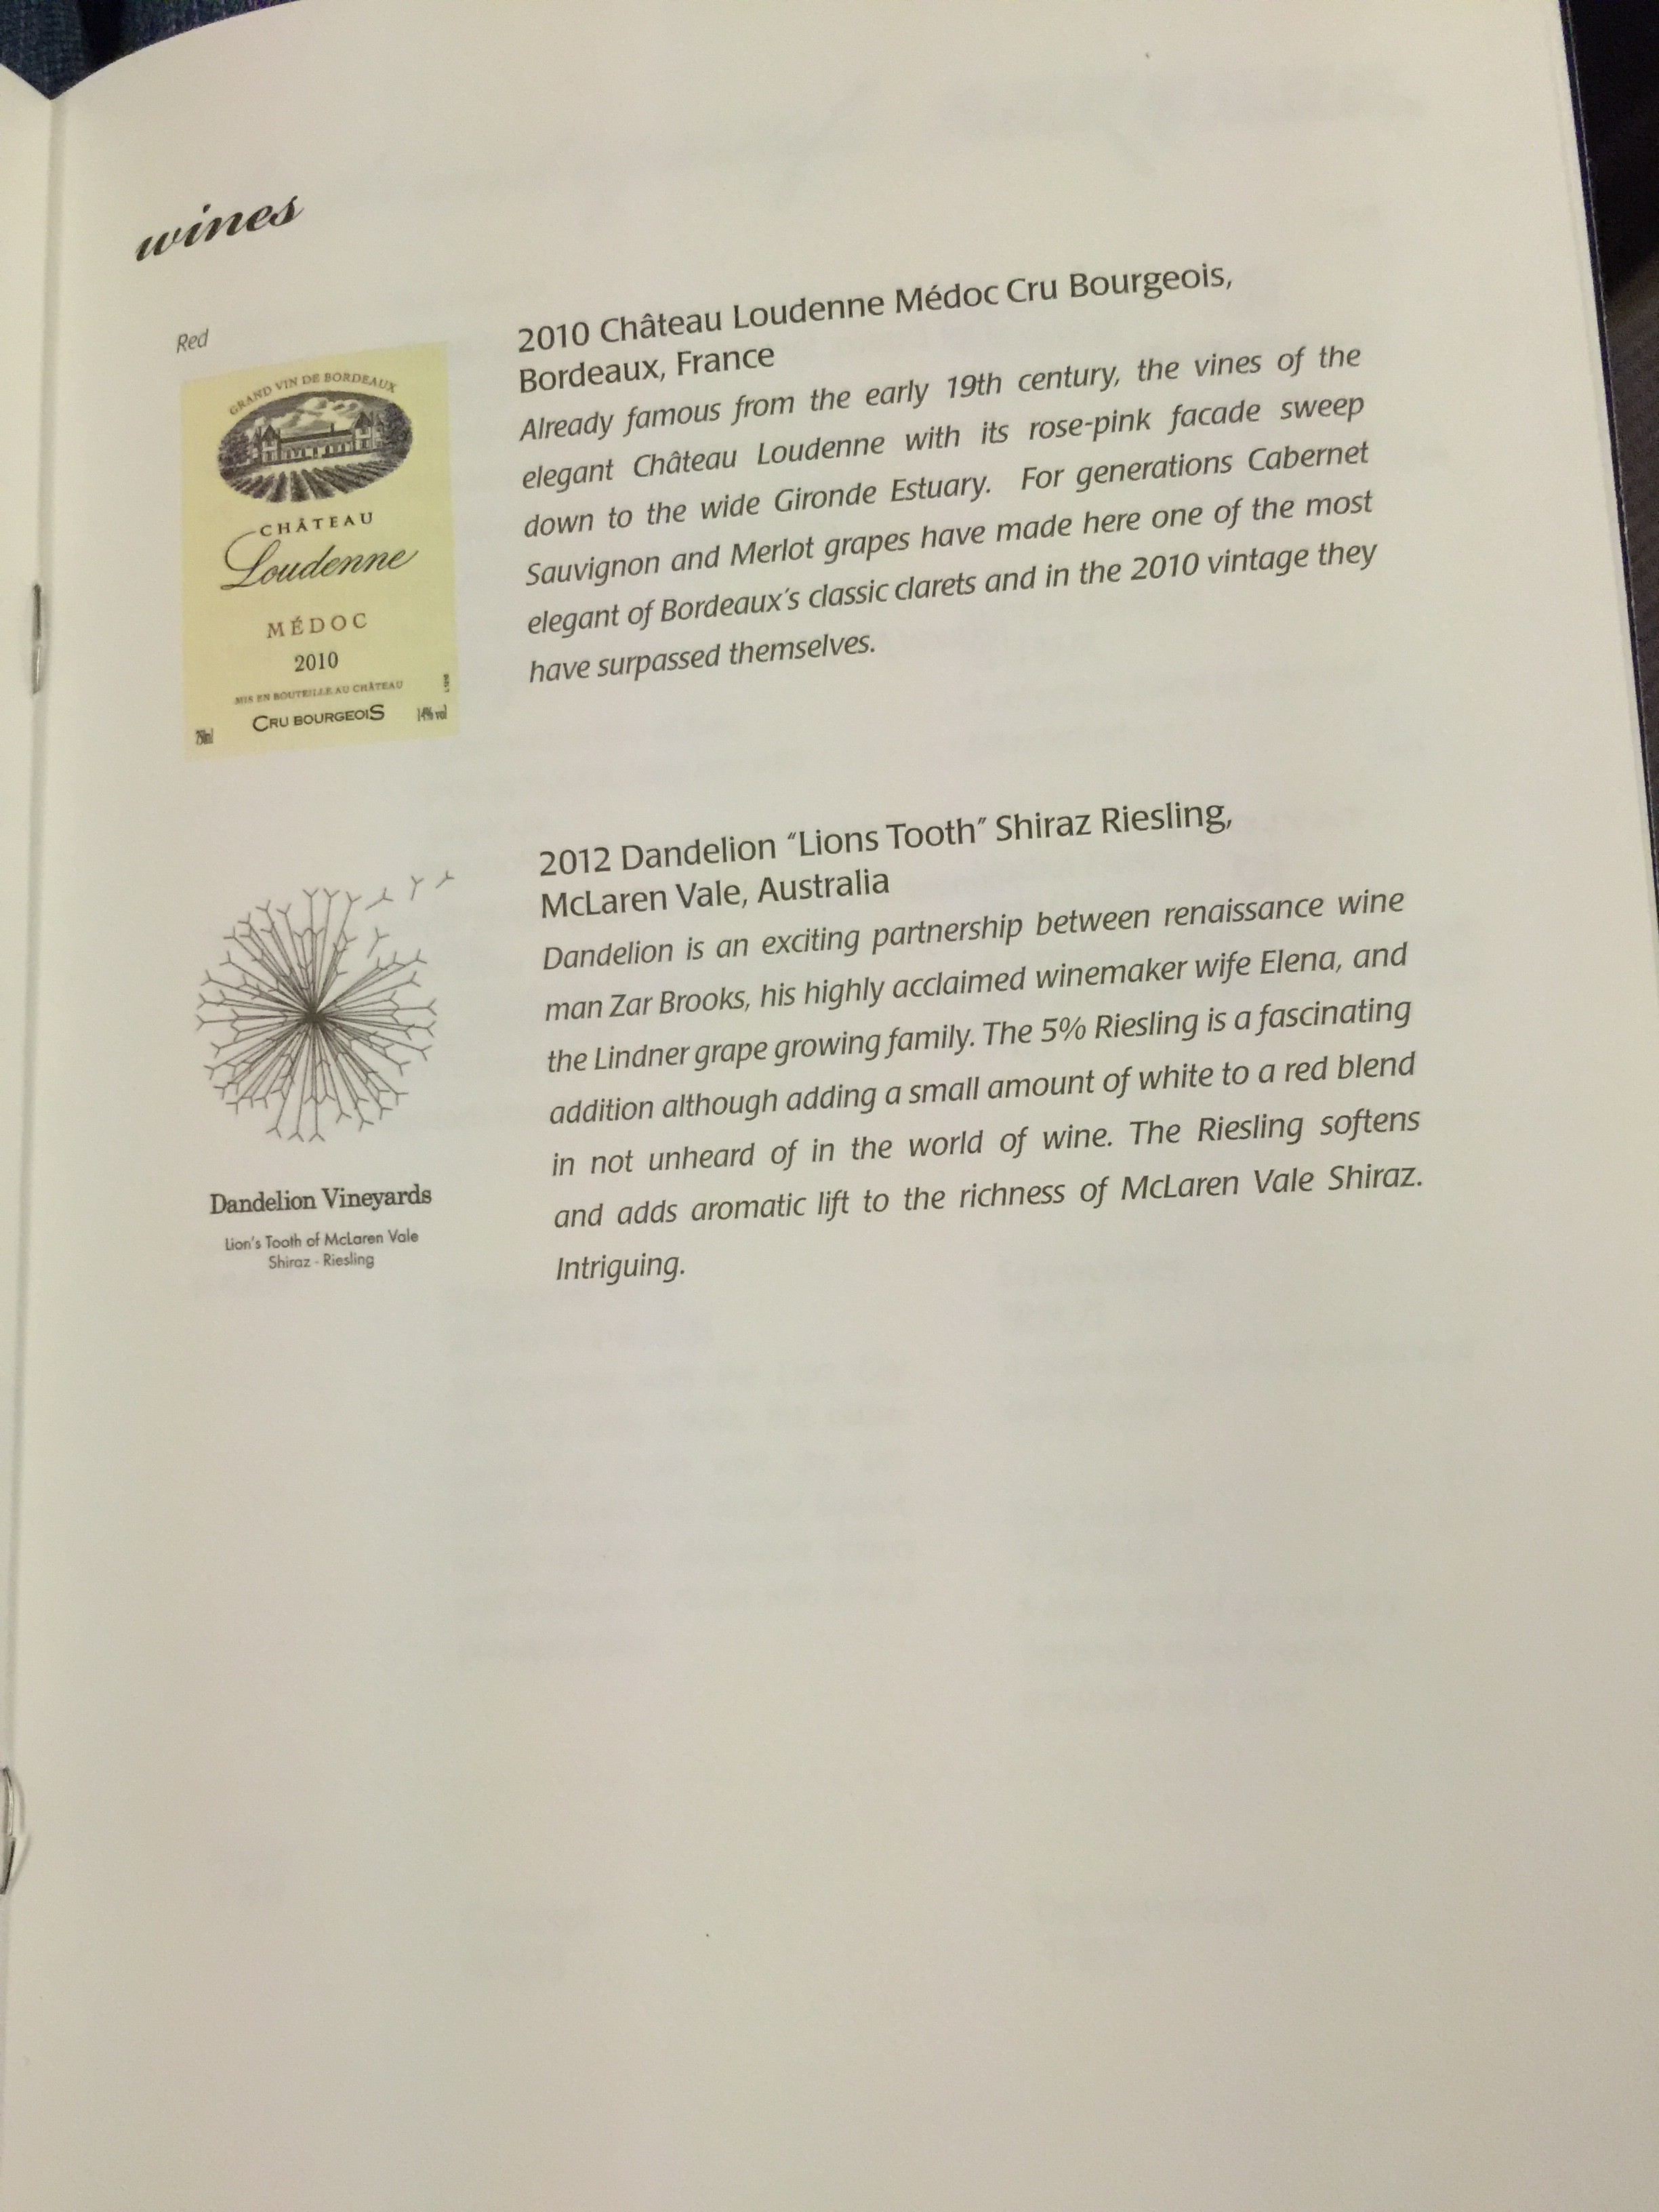 wines
Red
GRAND VIN DE BORDEAUX
CHÂTEAU
Loudenne
MÉDOC
2010
MIS EN BOUTEILLE AU CHÂTEAU
CRU BOURGEOIS
750ml
14% vol
2010 Château Loudenne Médoc Cru Bourgeois,
Bordeaux, France
Already famous from the early 19th century, the vines of the
elegant Château Loudenne with its rose-pink facade sweep
down to the wide Gironde Estuary. For generations Cabernet
Sauvignon and Merlot grapes have made here one of the most
elegant of Bordeaux's classic clarets and in the 2010 vintage they
have surpassed themselves.
Dandelion Vineyards
Lion's Tooth of McLaren Vale
Shiraz - Riesling
2012 Dandelion "Lions Tooth" Shiraz Riesling,
McLaren Vale, Australia
Dandelion is an exciting partnership between renaissance wine
man Zar Brooks, his highly acclaimed winemaker wife Elena, and
the Lindner grape growing family. The 5% Riesling is a fascinating
addition although adding a small amount of white to a red blend
in not unheard of in the world of wine. The Riesling softens
and adds aromatic lift to the richness of McLaren Vale Shiraz.
Intriguing.